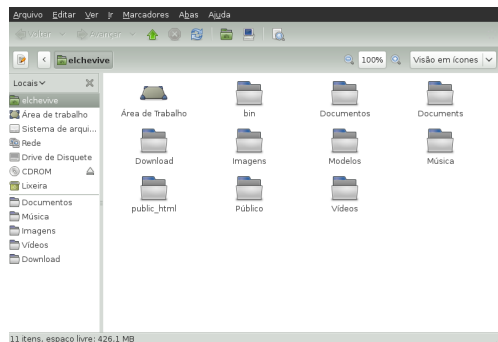 Arquivo Editar Ver Ir Marcadores Abas Ajuda
Voltar Avançar
elchevive 100% Visão em ícones
Locais
elchevive
Área de trabalho
Sistema de arqui...
Rede
Drive de Disquete
CDROM
Lixeira
Documentos
Música
Imagens
Vídeos
Download
Área de Trabalho bin Documentos Documents
Download Imagens Modelos Música
public_html Público Vídeos
11 itens, espaço livre: 426,1 MB